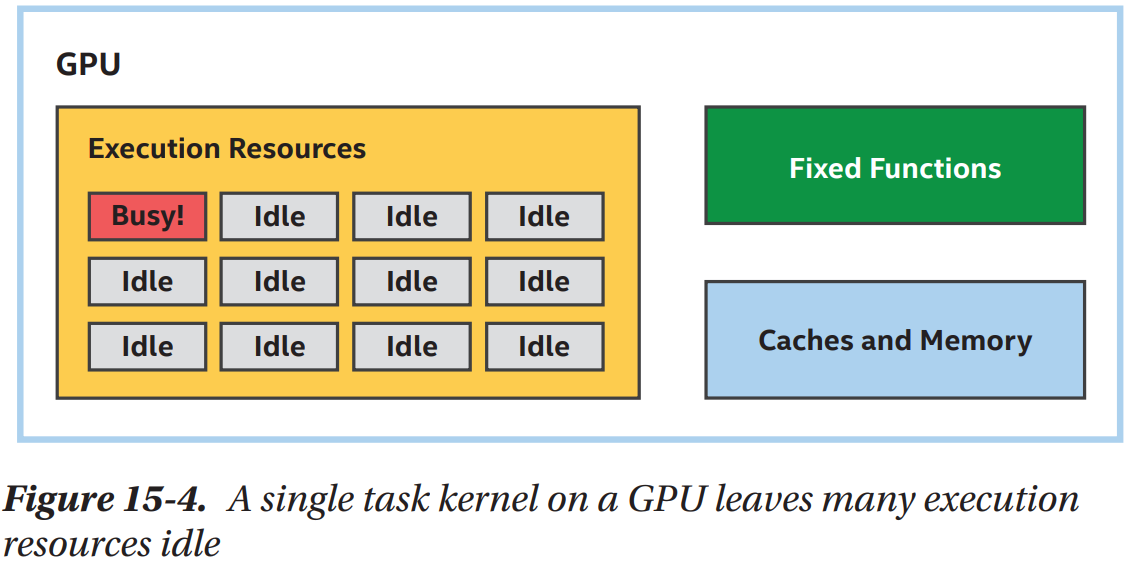 GPU
Execution Resources
Busy! Idle Idle Idle
Idle Idle Idle Idle
Idle Idle Idle Idle
Fixed Functions
Caches and Memory
Figure 15-4. A single task kernel on a GPU leaves many execution
resources idle